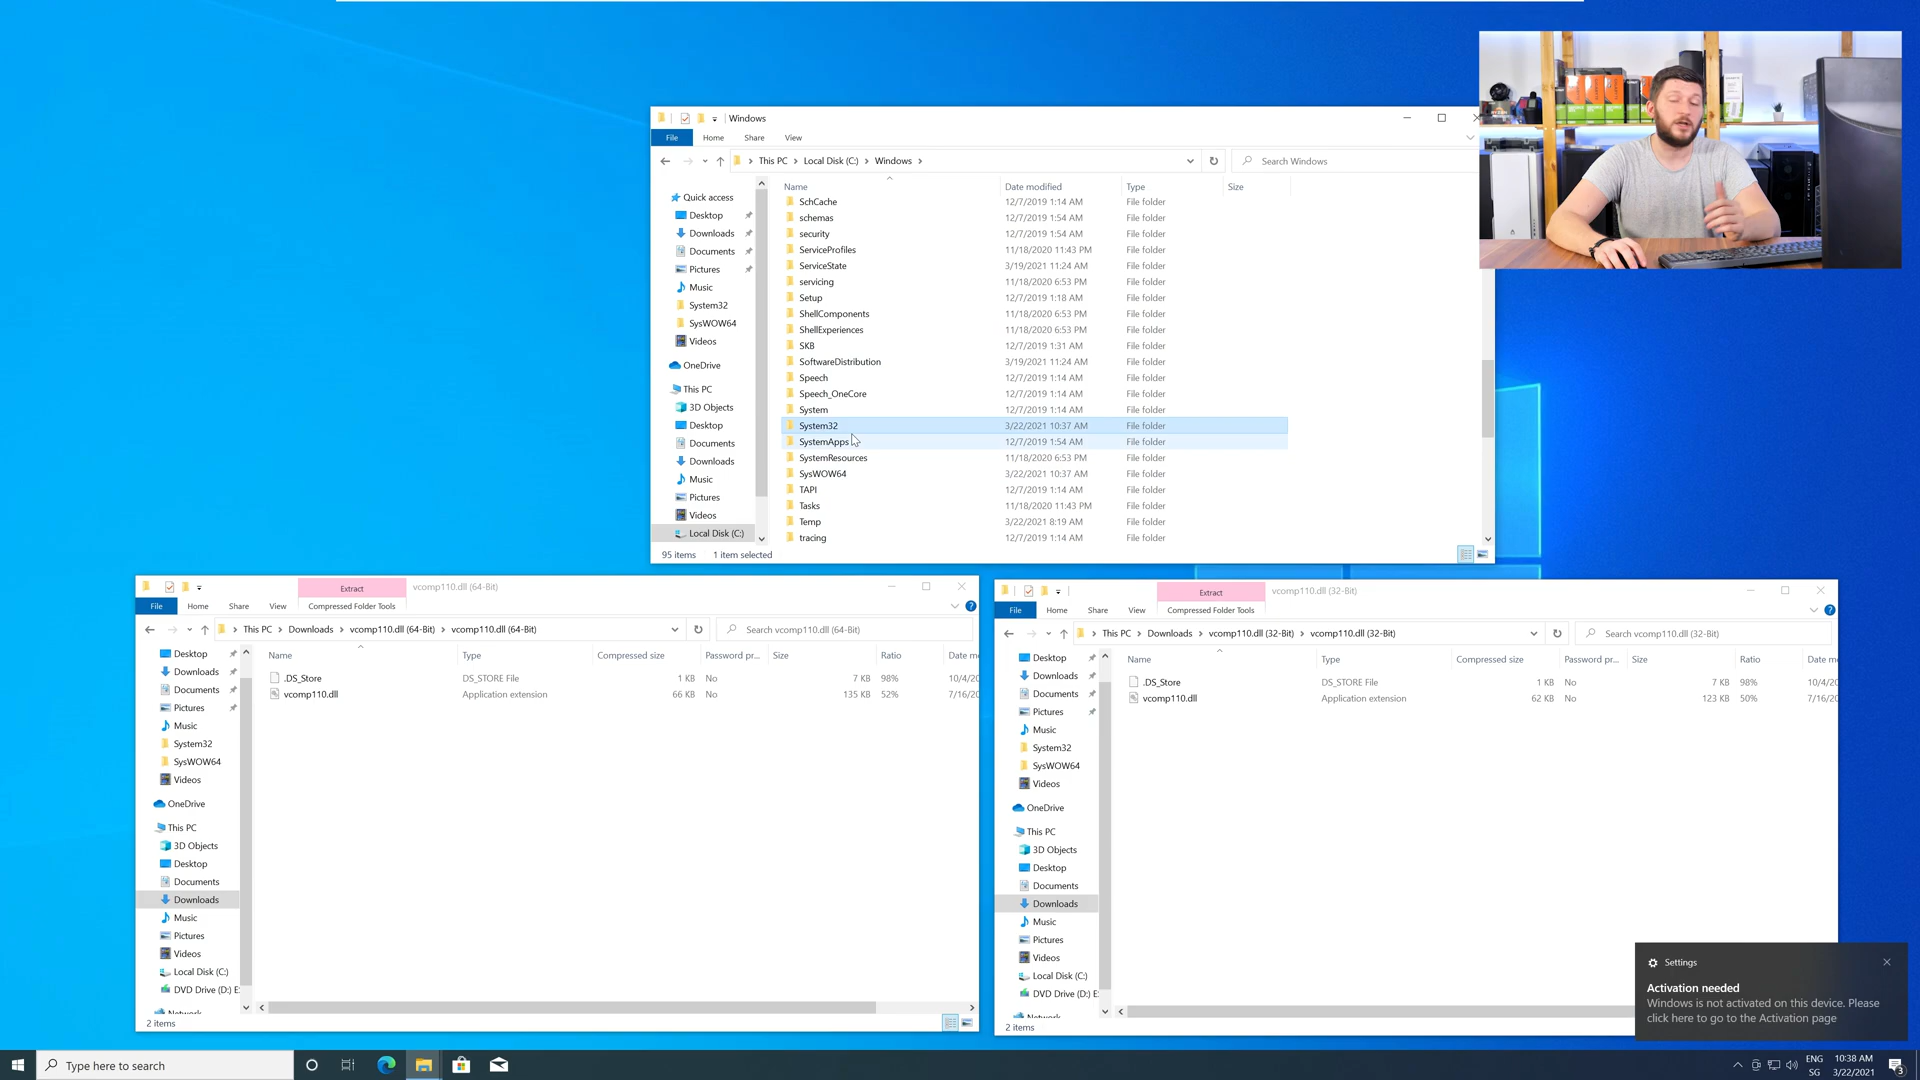 Windows
File Home Share View
This PC Local Disk (C:) Windows
Search Windows
Name Date modified Type Size
Quick access
Desktop
Downloads
Documents
Pictures
Music
System32
SysWOW64
Videos
OneDrive
This PC
3D Objects
Desktop
Documents
Downloads
Music
Pictures
Videos
Local Disk (C:)
SchCache 12/7/2019 1:14 AM File folder
schemas 12/7/2019 1:54 AM File folder
security 12/7/2019 1:54 AM File folder
ServiceProfiles 11/18/2020 11:43 PM File folder
ServiceState 3/19/2021 11:24 AM File folder
servicing 11/18/2020 6:53 PM File folder
Setup 12/7/2019 1:18 AM File folder
ShellComponents 11/18/2020 6:53 PM File folder
ShellExperiences 11/18/2020 6:53 PM File folder
SKB 12/7/2019 1:31 AM File folder
SoftwareDistribution 3/19/2021 11:24 AM File folder
Speech 12/7/2019 1:14 AM File folder
Speech_OneCore 12/7/2019 1:14 AM File folder
System 12/7/2019 1:14 AM File folder
System32 3/22/2021 10:37 AM File folder
SystemApps 12/7/2019 1:54 AM File folder
SystemResources 11/18/2020 6:53 PM File folder
SysWOW64 3/22/2021 10:37 AM File folder
TAPI 12/7/2019 1:14 AM File folder
Tasks 11/18/2020 11:43 PM File folder
Temp 3/22/2021 8:19 AM File folder
tracing 12/7/2019 1:14 AM File folder
95 items 1 item selected
Extract vcomp110.dll (64-Bit)
File Home Share View Compressed Folder Tools
This PC Downloads vcomp110.dll (64-Bit) vcomp110.dll (64-Bit)
Search vcomp110.dll (64-Bit)
Name Type Compressed size Password pr... Size Ratio Date m
.DS_Store DS_STORE File 1 KB No 7 KB 98% 10/4/20
vcomp110.dll Application extension 66 KB No 135 KB 52% 7/16/20
Desktop
Downloads
Documents
Pictures
Music
System32
SysWOW64
Videos
OneDrive
This PC
3D Objects
Desktop
Documents
Downloads
Music
Pictures
Videos
Local Disk (C:)
DVD Drive (D:) E
Network
2 items
Extract vcomp110.dll (32-Bit)
File Home Share View Compressed Folder Tools
This PC Downloads vcomp110.dll (32-Bit) vcomp110.dll (32-Bit)
Search vcomp110.dll (32-Bit)
Name Type Compressed size Password pr... Size Ratio Date m
.DS_Store DS_STORE File 1 KB No 7 KB 98% 10/4/20
vcomp110.dll Application extension 62 KB No 123 KB 50% 7/16/20
Desktop
Downloads
Documents
Pictures
Music
System32
SysWOW64
Videos
OneDrive
This PC
3D Objects
Desktop
Documents
Downloads
Music
Pictures
Videos
Local Disk (C:)
DVD Drive (D:) E
Network
2 items
Settings
Activation needed
Windows is not activated on this device. Please
click here to go to the Activation page
Type here to search
ENG
SG
10:38 AM
3/22/2021
3